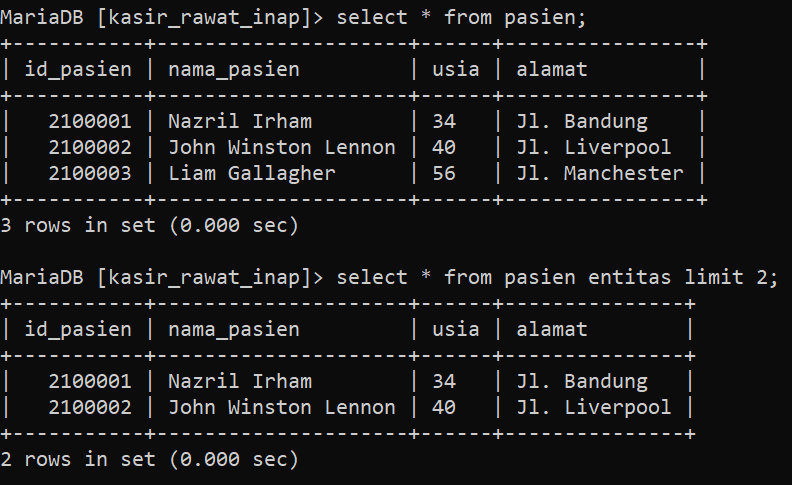 MariaDB [kasir_rawat_inap]> select * from pasien;
+-----------+---------------------+------+----------------+
| id_pasien | nama_pasien         | usia | alamat         |
+-----------+---------------------+------+----------------+
|   2100001 | Nazril Irham        | 34   | Jl. Bandung    |
|   2100002 | John Winston Lennon | 40   | Jl. Liverpool  |
|   2100003 | Liam Gallagher      | 56   | Jl. Manchester |
+-----------+---------------------+------+----------------+
3 rows in set (0.000 sec)

MariaDB [kasir_rawat_inap]> select * from pasien entitas limit 2;
+-----------+---------------------+------+---------------+
| id_pasien | nama_pasien         | usia | alamat        |
+-----------+---------------------+------+---------------+
|   2100001 | Nazril Irham        | 34   | Jl. Bandung   |
|   2100002 | John Winston Lennon | 40   | Jl. Liverpool |
+-----------+---------------------+------+---------------+
2 rows in set (0.000 sec)